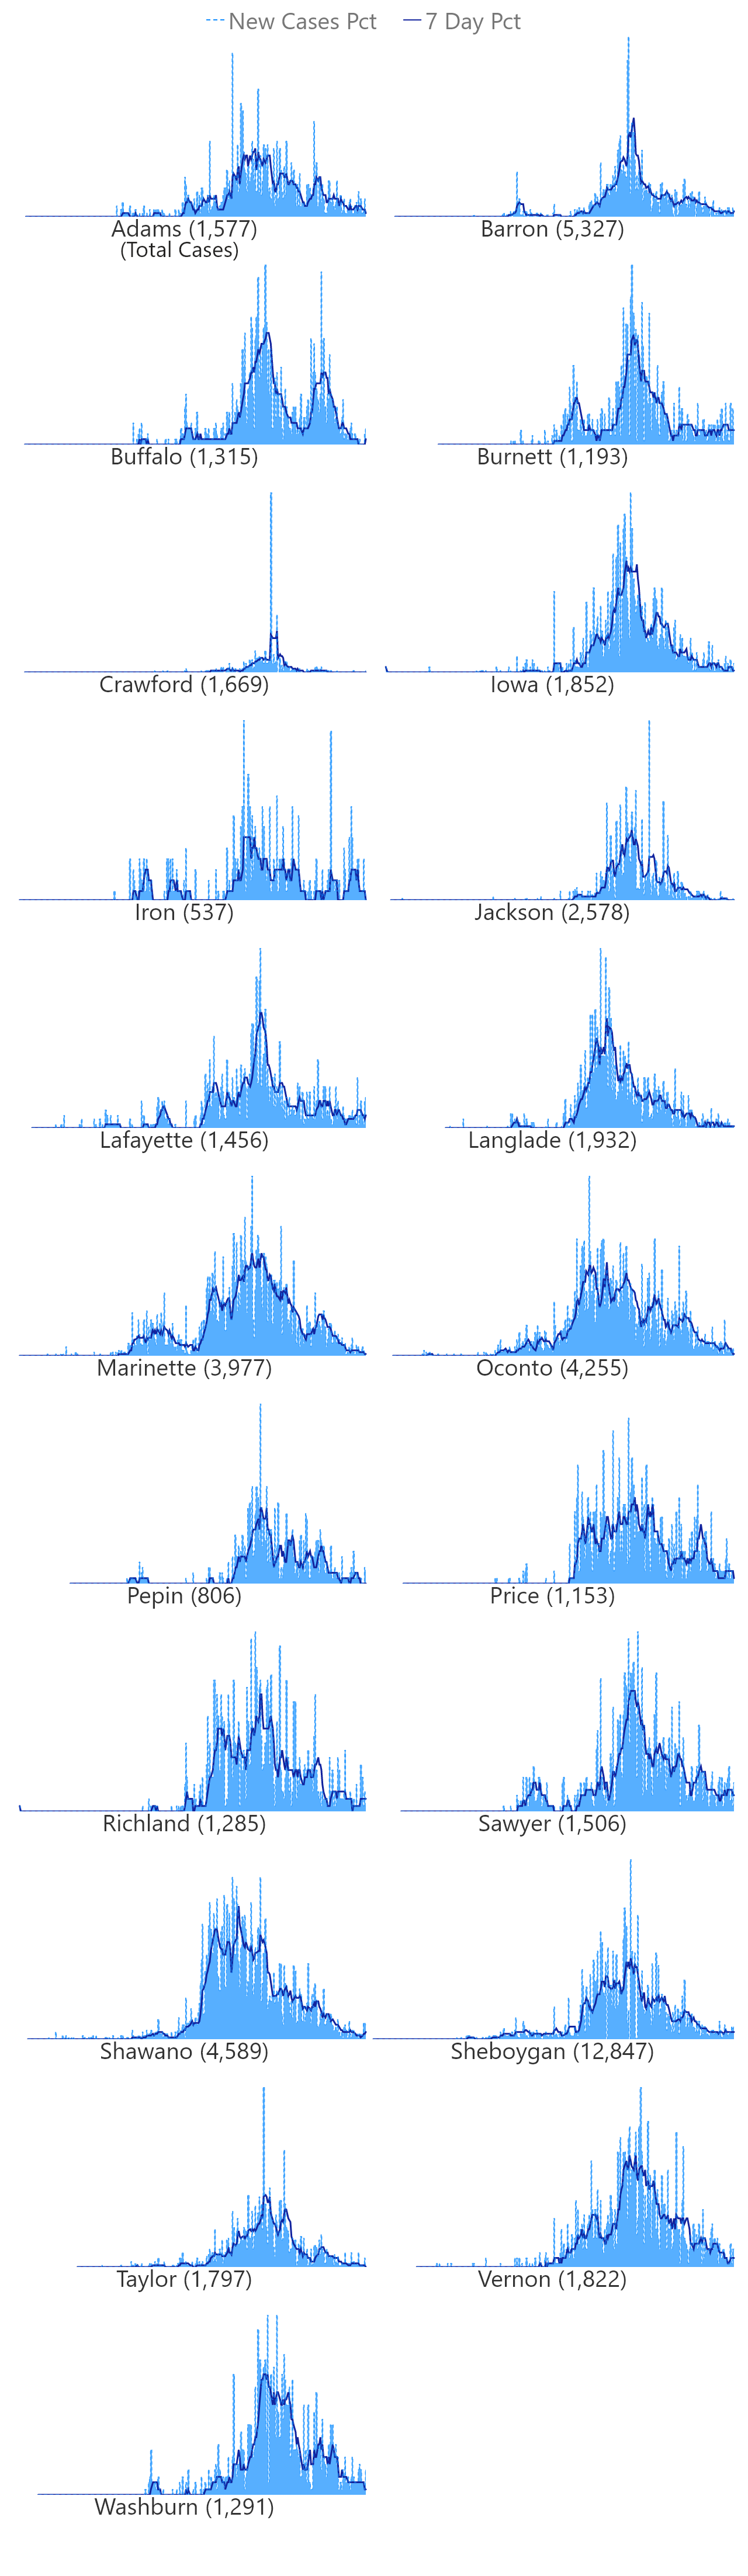 New Cases Pct 7 Day Pct
Adams (1,577) Barron (5,327)
(Total Cases)
Buffalo (1,315) Burnett (1,193)
Crawford (1,669) Iowa (1,852)
Iron (537) Jackson (2,578)
Lafayette (1,456) Langlade (1,932)
Marinette (3,977) Oconto (4,255)
Pepin (806) Price (1,153)
Richland (1,285) Sawyer (1,506)
Shawano (4,589) Sheboygan (12,847)
Taylor (1,797) Vernon (1,822)
Washburn (1,291)